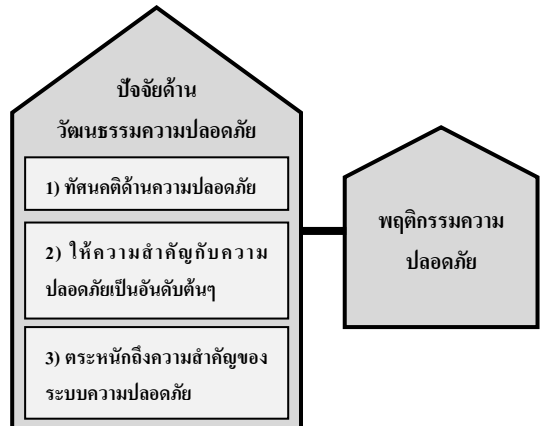 ปัจจัยด้าน
วัฒนธรรมความปลอดภัย
1) ทัศนคติด้านความปลอดภัย
2) ให้ความสำคัญกับความ
ปลอดภัยเป็นอันดับต้นๆ
3) ตระหนักถึงความสำคัญของ
ระบบความปลอดภัย
พฤติกรรมความ
ปลอดภัย